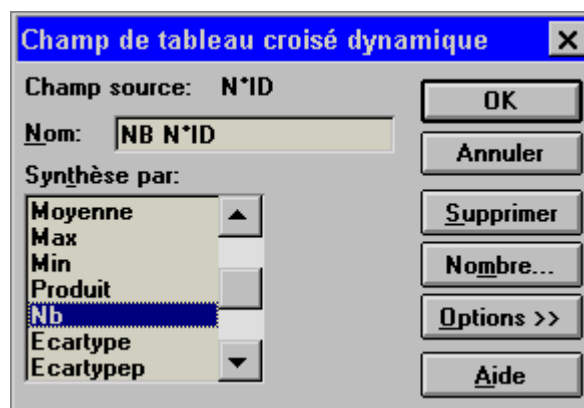 Champ de tableau croisé dynamique
Champ source: N*ID
OK
Nom: NB N*ID
Annuler
Synthèse par:
Moyenne
Max
Min
Produit
Nb
Ecartype
Ecartypep
Supprimer
Nombre...
Options >>
Aide